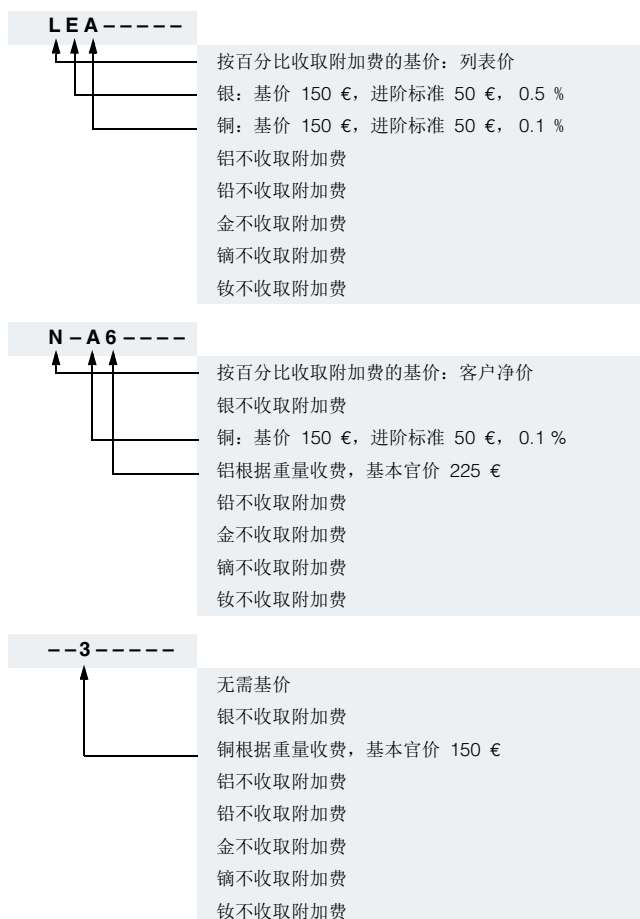 L E A – – – – –
按百分比收取附加费的基价：列表价
银：基价 150 €，进阶标准 50 €， 0.5 %
铜：基价 150 €，进阶标准 50 €， 0.1 %
铝不收取附加费
铅不收取附加费
金不收取附加费
镝不收取附加费
钕不收取附加费
N – A 6 – – – –
按百分比收取附加费的基价：客户净价
银不收取附加费
铜：基价 150 €，进阶标准 50 €， 0.1 %
铝根据重量收费，基本官价 225 €
铅不收取附加费
金不收取附加费
镝不收取附加费
钕不收取附加费
– – 3 – – – – –
无需基价
银不收取附加费
铜根据重量收费，基本官价 150 €
铝不收取附加费
铅不收取附加费
金不收取附加费
镝不收取附加费
钕不收取附加费